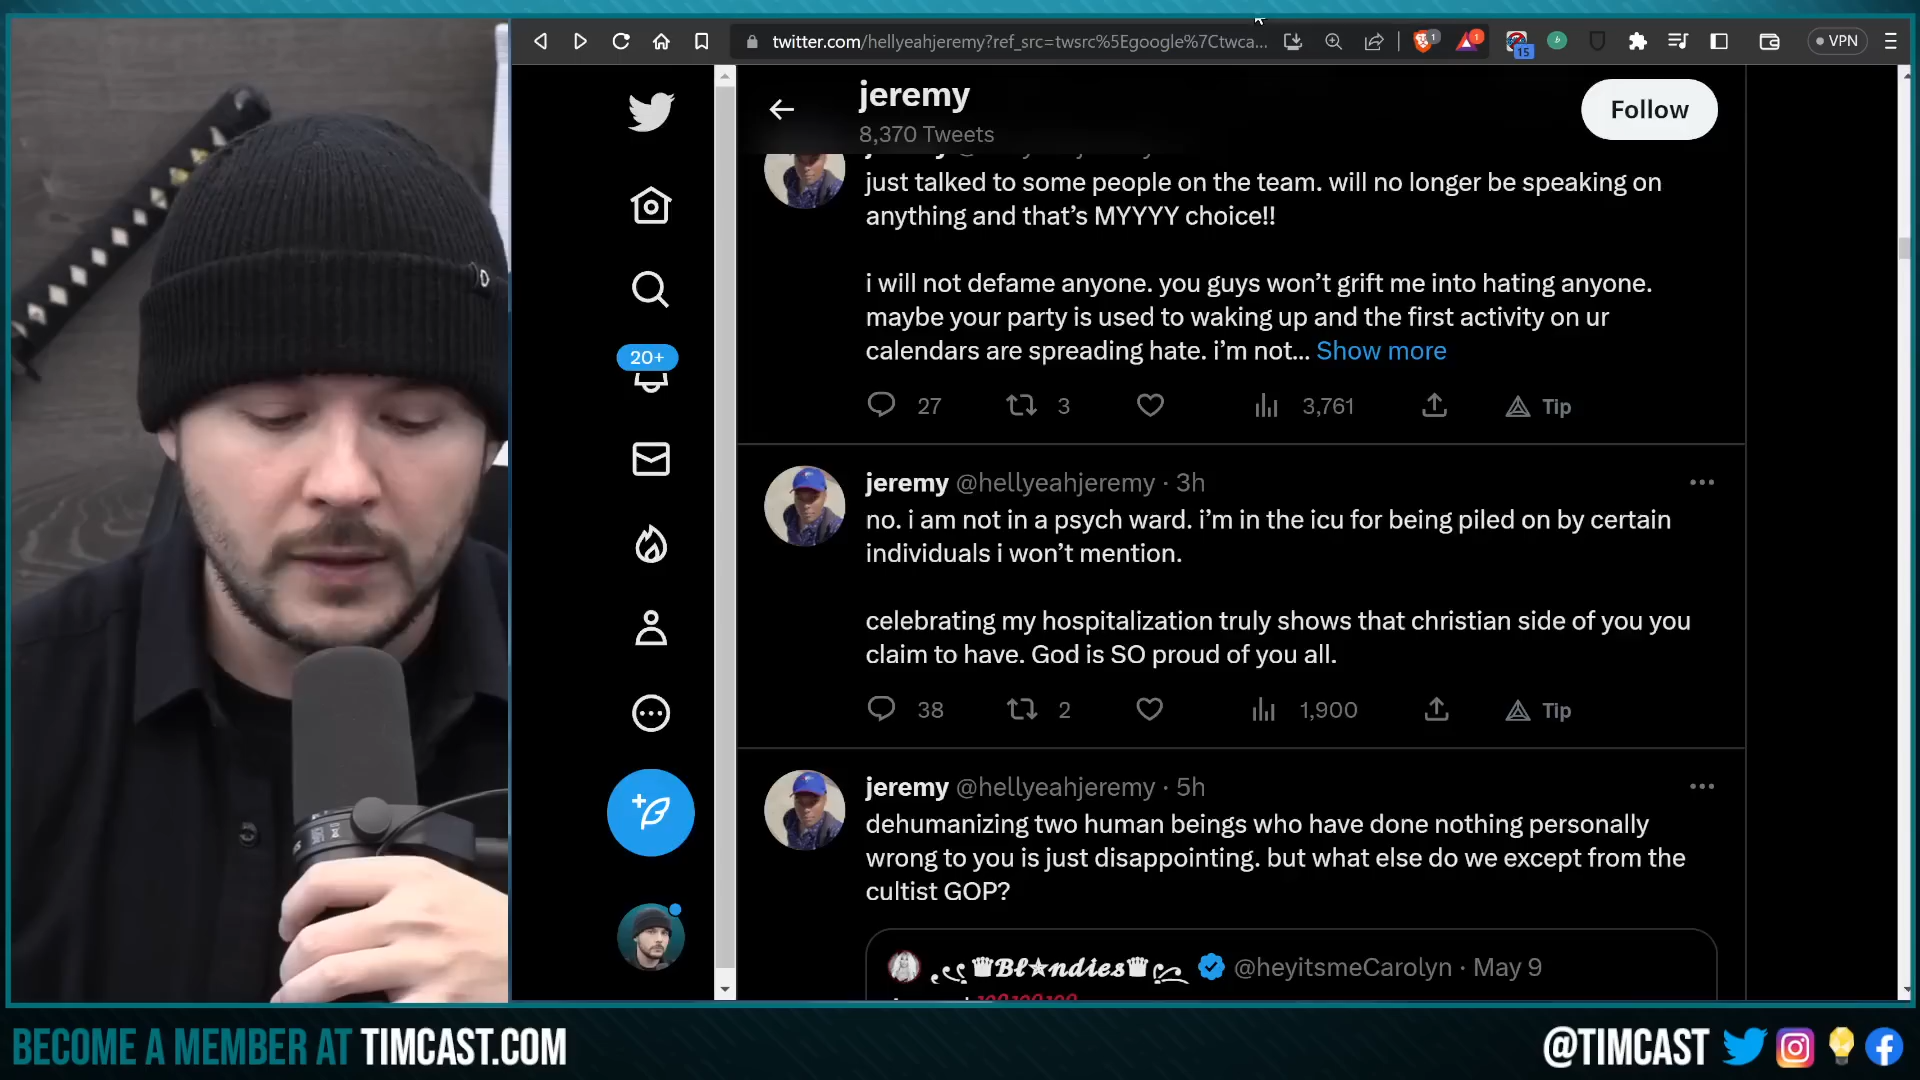 twitter.com/hellyeahjeremy?ref_src=twsrc%5Egoogle%7Ctwca...
1
1
15
VPN
jeremy
8,370 Tweets
Follow
just talked to some people on the team. will no longer be speaking on
anything and that's MYYYY choice!!
i will not defame anyone. you guys won't grift me into hating anyone.
maybe your party is used to waking up and the first activity on ur
calendars are spreading hate. i'm not... Show more
20+
27
3
3,761
Tip
jeremy @hellyeahjeremy · 3h
no. i am not in a psych ward. i'm in the icu for being piled on by certain
individuals i won't mention.
celebrating my hospitalization truly shows that christian side of you you
claim to have. God is SO proud of you all.
38
2
1,900
Tip
jeremy @hellyeahjeremy · 5h
dehumanizing two human beings who have done nothing personally
wrong to you is just disappointing. but what else do we except from the
cultist GOP?
♛𝓑𝓵★𝓷𝓭𝓲𝓮𝓼♛ @heyitsmeCarolyn · May 9
BECOME A MEMBER AT TIMCAST.COM
@TIMCAST